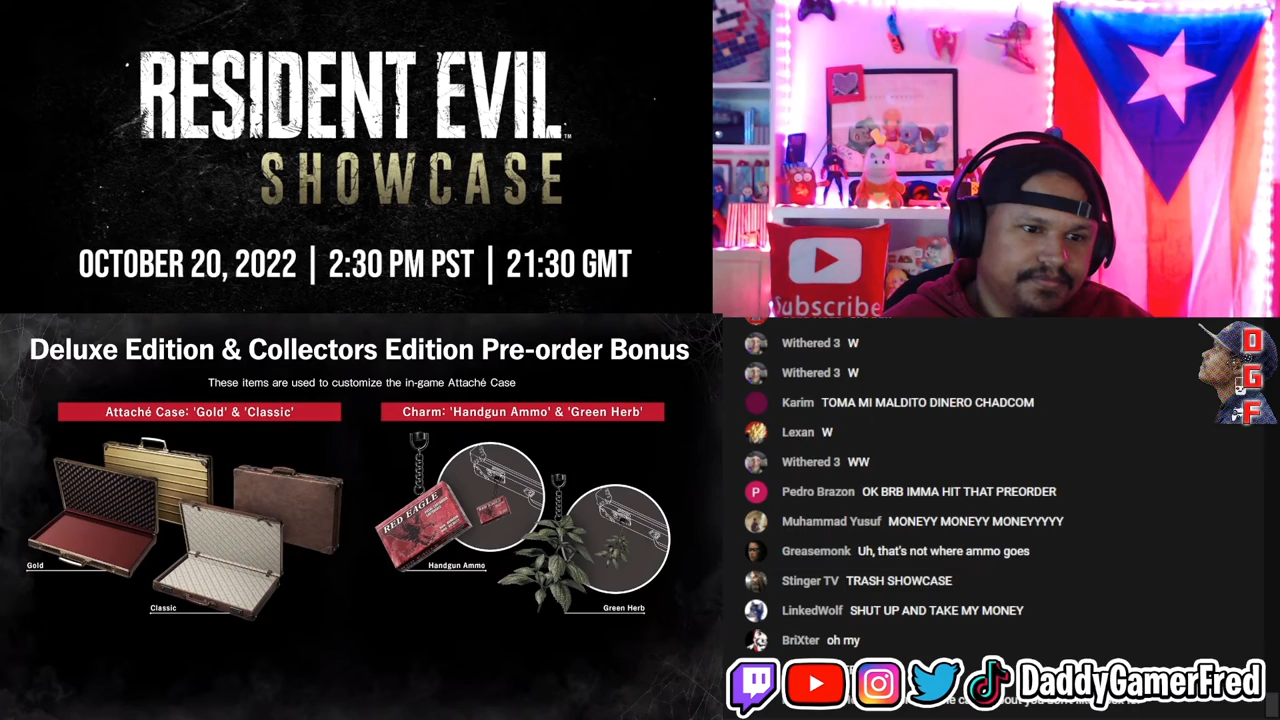 RESIDENT EVIL
SHOWCASE
OCTOBER 20, 2022 | 2:30 PM PST | 21:30 GMT
Subscribe
Deluxe Edition & Collectors Edition Pre-order Bonus
These items are used to customize the in-game Attaché Case
Attaché Case: 'Gold' & 'Classic'
Charm: 'Handgun Ammo' & 'Green Herb'
RED EAGLE
RED EAGLE
Gold
Classic
Handgun Ammo
Green Herb
Withered 3 W
Withered 3 W
Karim TOMA MI MALDITO DINERO CHADCOM
Lexan W
Withered 3 WW
P Pedro Brazon OK BRB IMMA HIT THAT PREORDER
Muhammad Yusuf MONEYY MONEYY MONEYYYYY
Greasemonk Uh, that's not where ammo goes
Stinger TV TRASH SHOWCASE
LinkedWolf SHUT UP AND TAKE MY MONEY
BriXter oh my
DGF
DaddyGamerFred